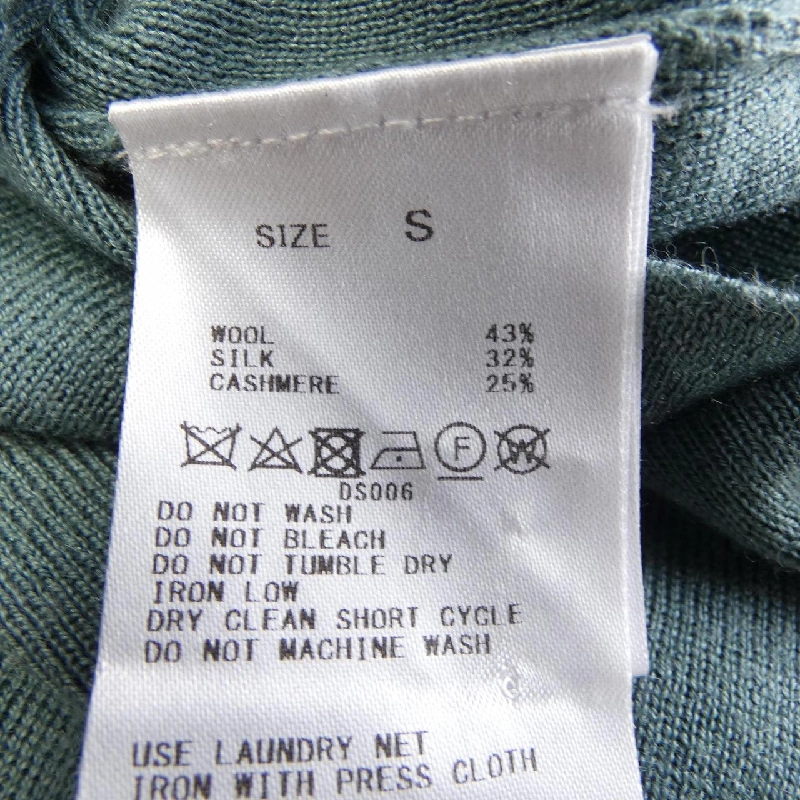 SIZE S
WOOL 43%
SILK 32%
CASHMERE 25%
F W
DS006
DO NOT WASH
DO NOT BLEACH
DO NOT TUMBLE DRY
IRON LOW
DRY CLEAN SHORT CYCLE
DO NOT MACHINE WASH
USE LAUNDRY NET
IRON WITH PRESS CLOTH